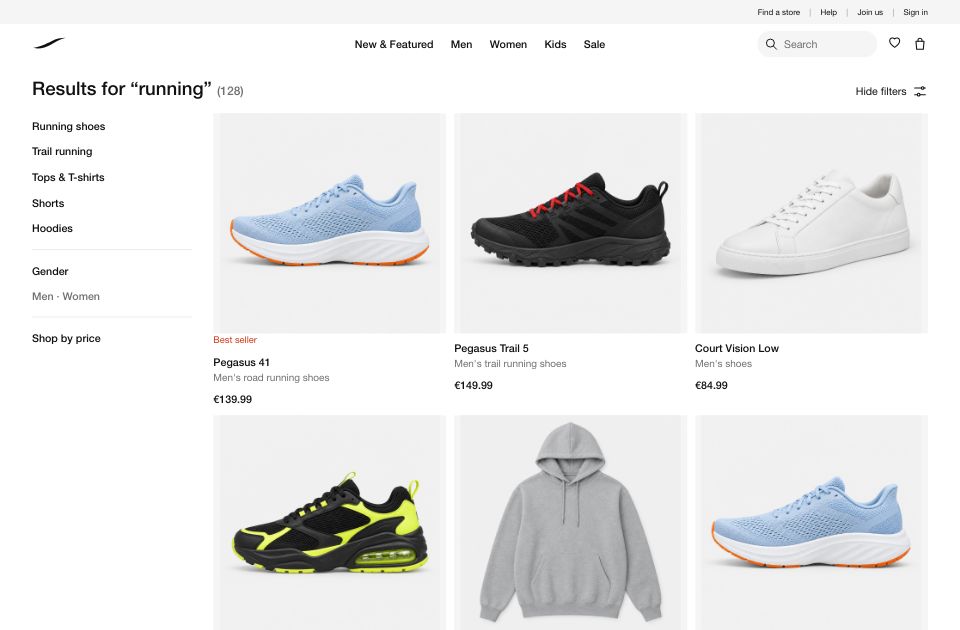 Find a store | Help | Join us | Sign in
New & Featured Men Women Kids Sale
Search
Results for “running” (128)
Hide filters
Running shoes
Trail running
Tops & T-shirts
Shorts
Hoodies
Gender
Men · Women
Shop by price
Best seller
Pegasus 41
Men's road running shoes
€139.99
Pegasus Trail 5
Men's trail running shoes
€149.99
Court Vision Low
Men's shoes
€84.99